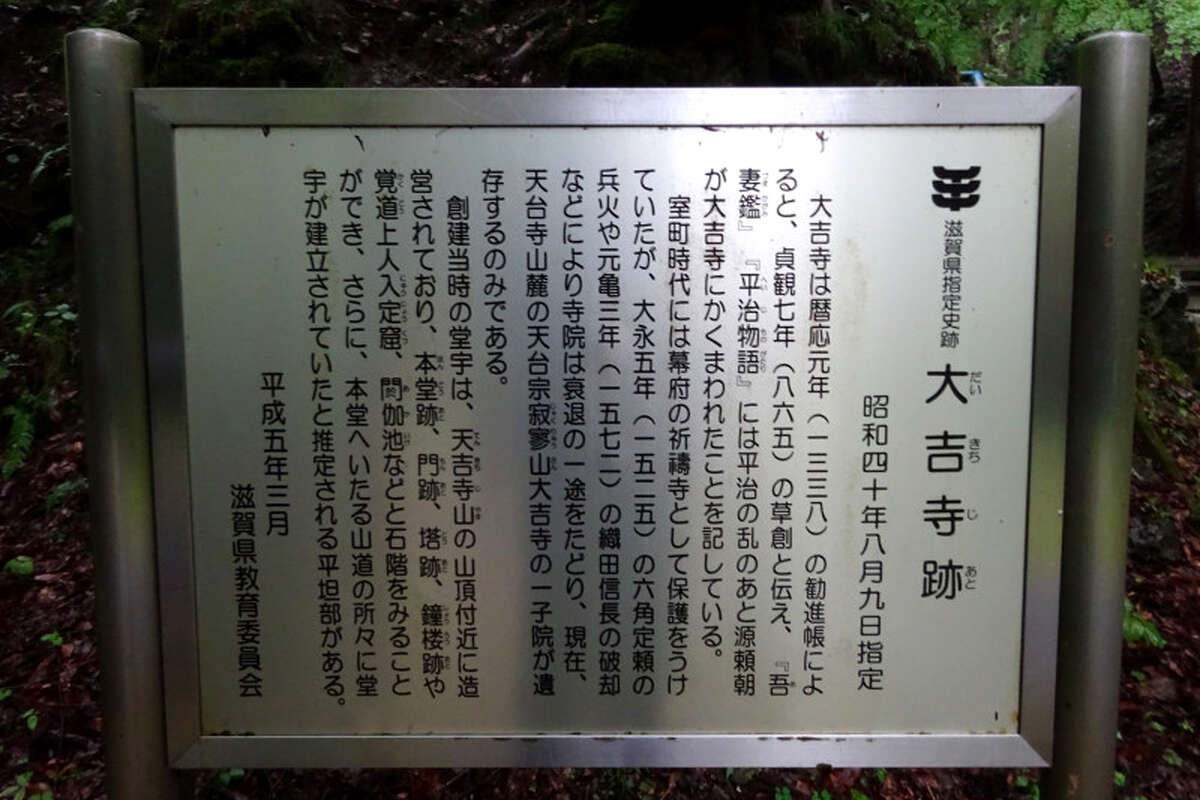 滋賀県指定史跡 大吉寺跡
だいきちじあと
昭和四十年八月九日指定
大吉寺は暦応元年(一三三八)の勧進帳によ
ると、貞観七年(八六五)の草創と伝え、『吾
妻鑑』『平治物語』には平治の乱のあと源頼朝
が大吉寺にかくまわれたことを記している。
室町時代には幕府の祈禱寺として保護をうけ
ていたが、大永五年(一五二五)の六角定頼の
兵火や元亀三年(一五七二)の織田信長の破却
などにより寺院は衰退の一途をたどり、現在、
天台寺山麓の天台宗寂寥山大吉寺の一子院が遺
存するのみである。
創建当時の堂宇は、天吉寺山の山頂付近に造
営されており、本堂跡、門跡、塔跡、鐘楼跡や
覚道上人入定窟、閼伽池などと石階をみること
ができ、さらに、本堂へいたる山道の所々に堂
宇が建立されていたと推定される平坦部がある。
平成五年三月
滋賀県教育委員会